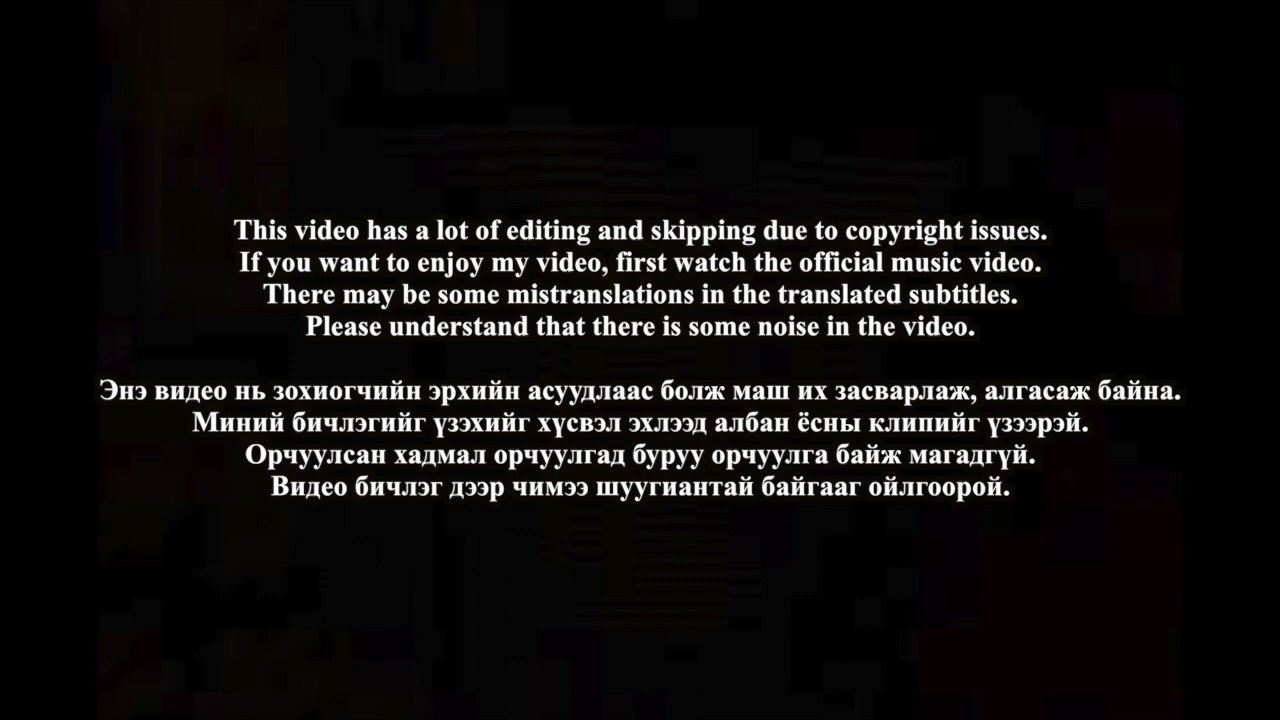 This video has a lot of editing and skipping due to copyright issues.
If you want to enjoy my video, first watch the official music video.
There may be some mistranslations in the translated subtitles.
Please understand that there is some noise in the video.
Энэ видео нь зохиогчийн эрхийн асуудлаас болж маш их засварлаж, алгасаж байна.
Миний бичлэгийг үзэхийг хүсвэл эхлээд албан ёсны клипийг үзээрэй.
Орчуулсан хадмал орчуулгад буруу орчуулга байж магадгүй.
Видео бичлэг дээр чимээ шуугиантай байгааг ойлгоорой.